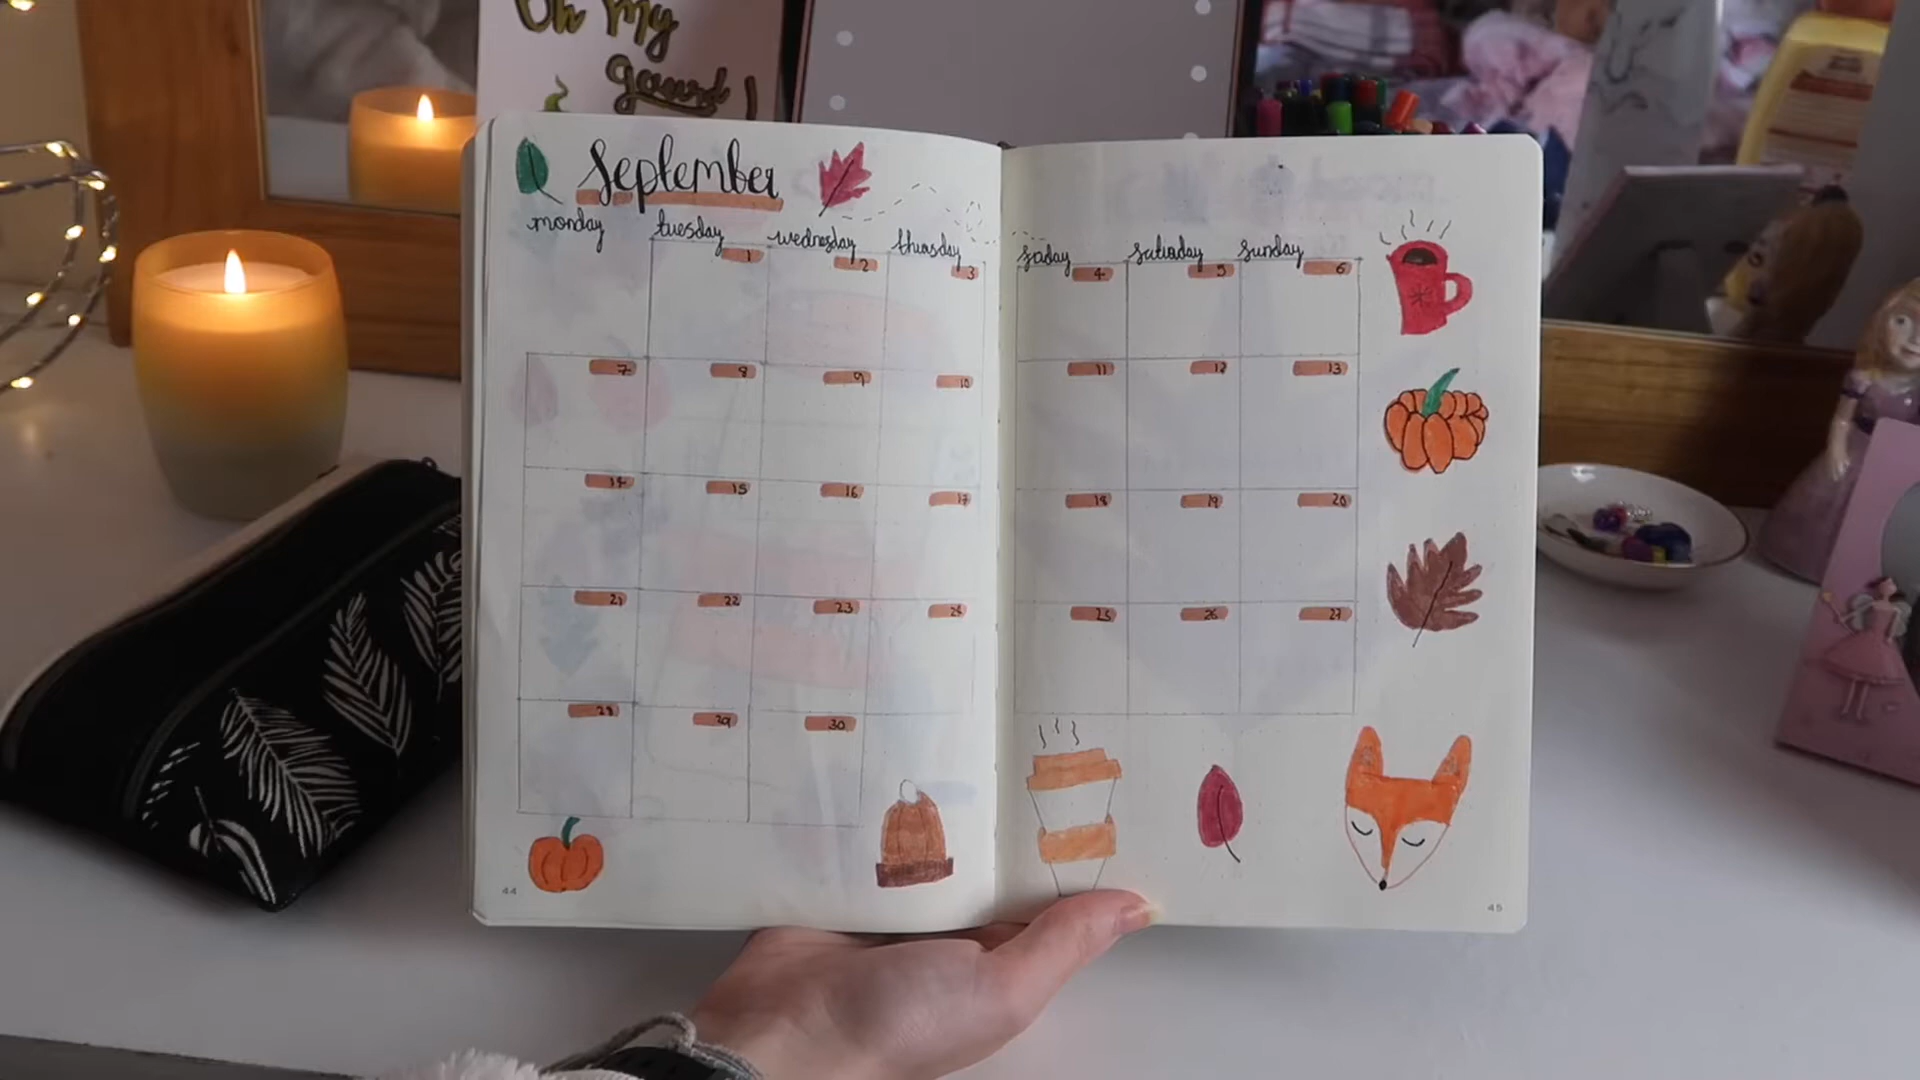 Oh My
gourd!
September
monday tuesday wednesday thursday friday saturday sunday
1 2 3 4 5 6
7 8 9 10 11 12 13
14 15 16 17 18 19 20
21 22 23 24 25 26 27
28 29 30
44 45